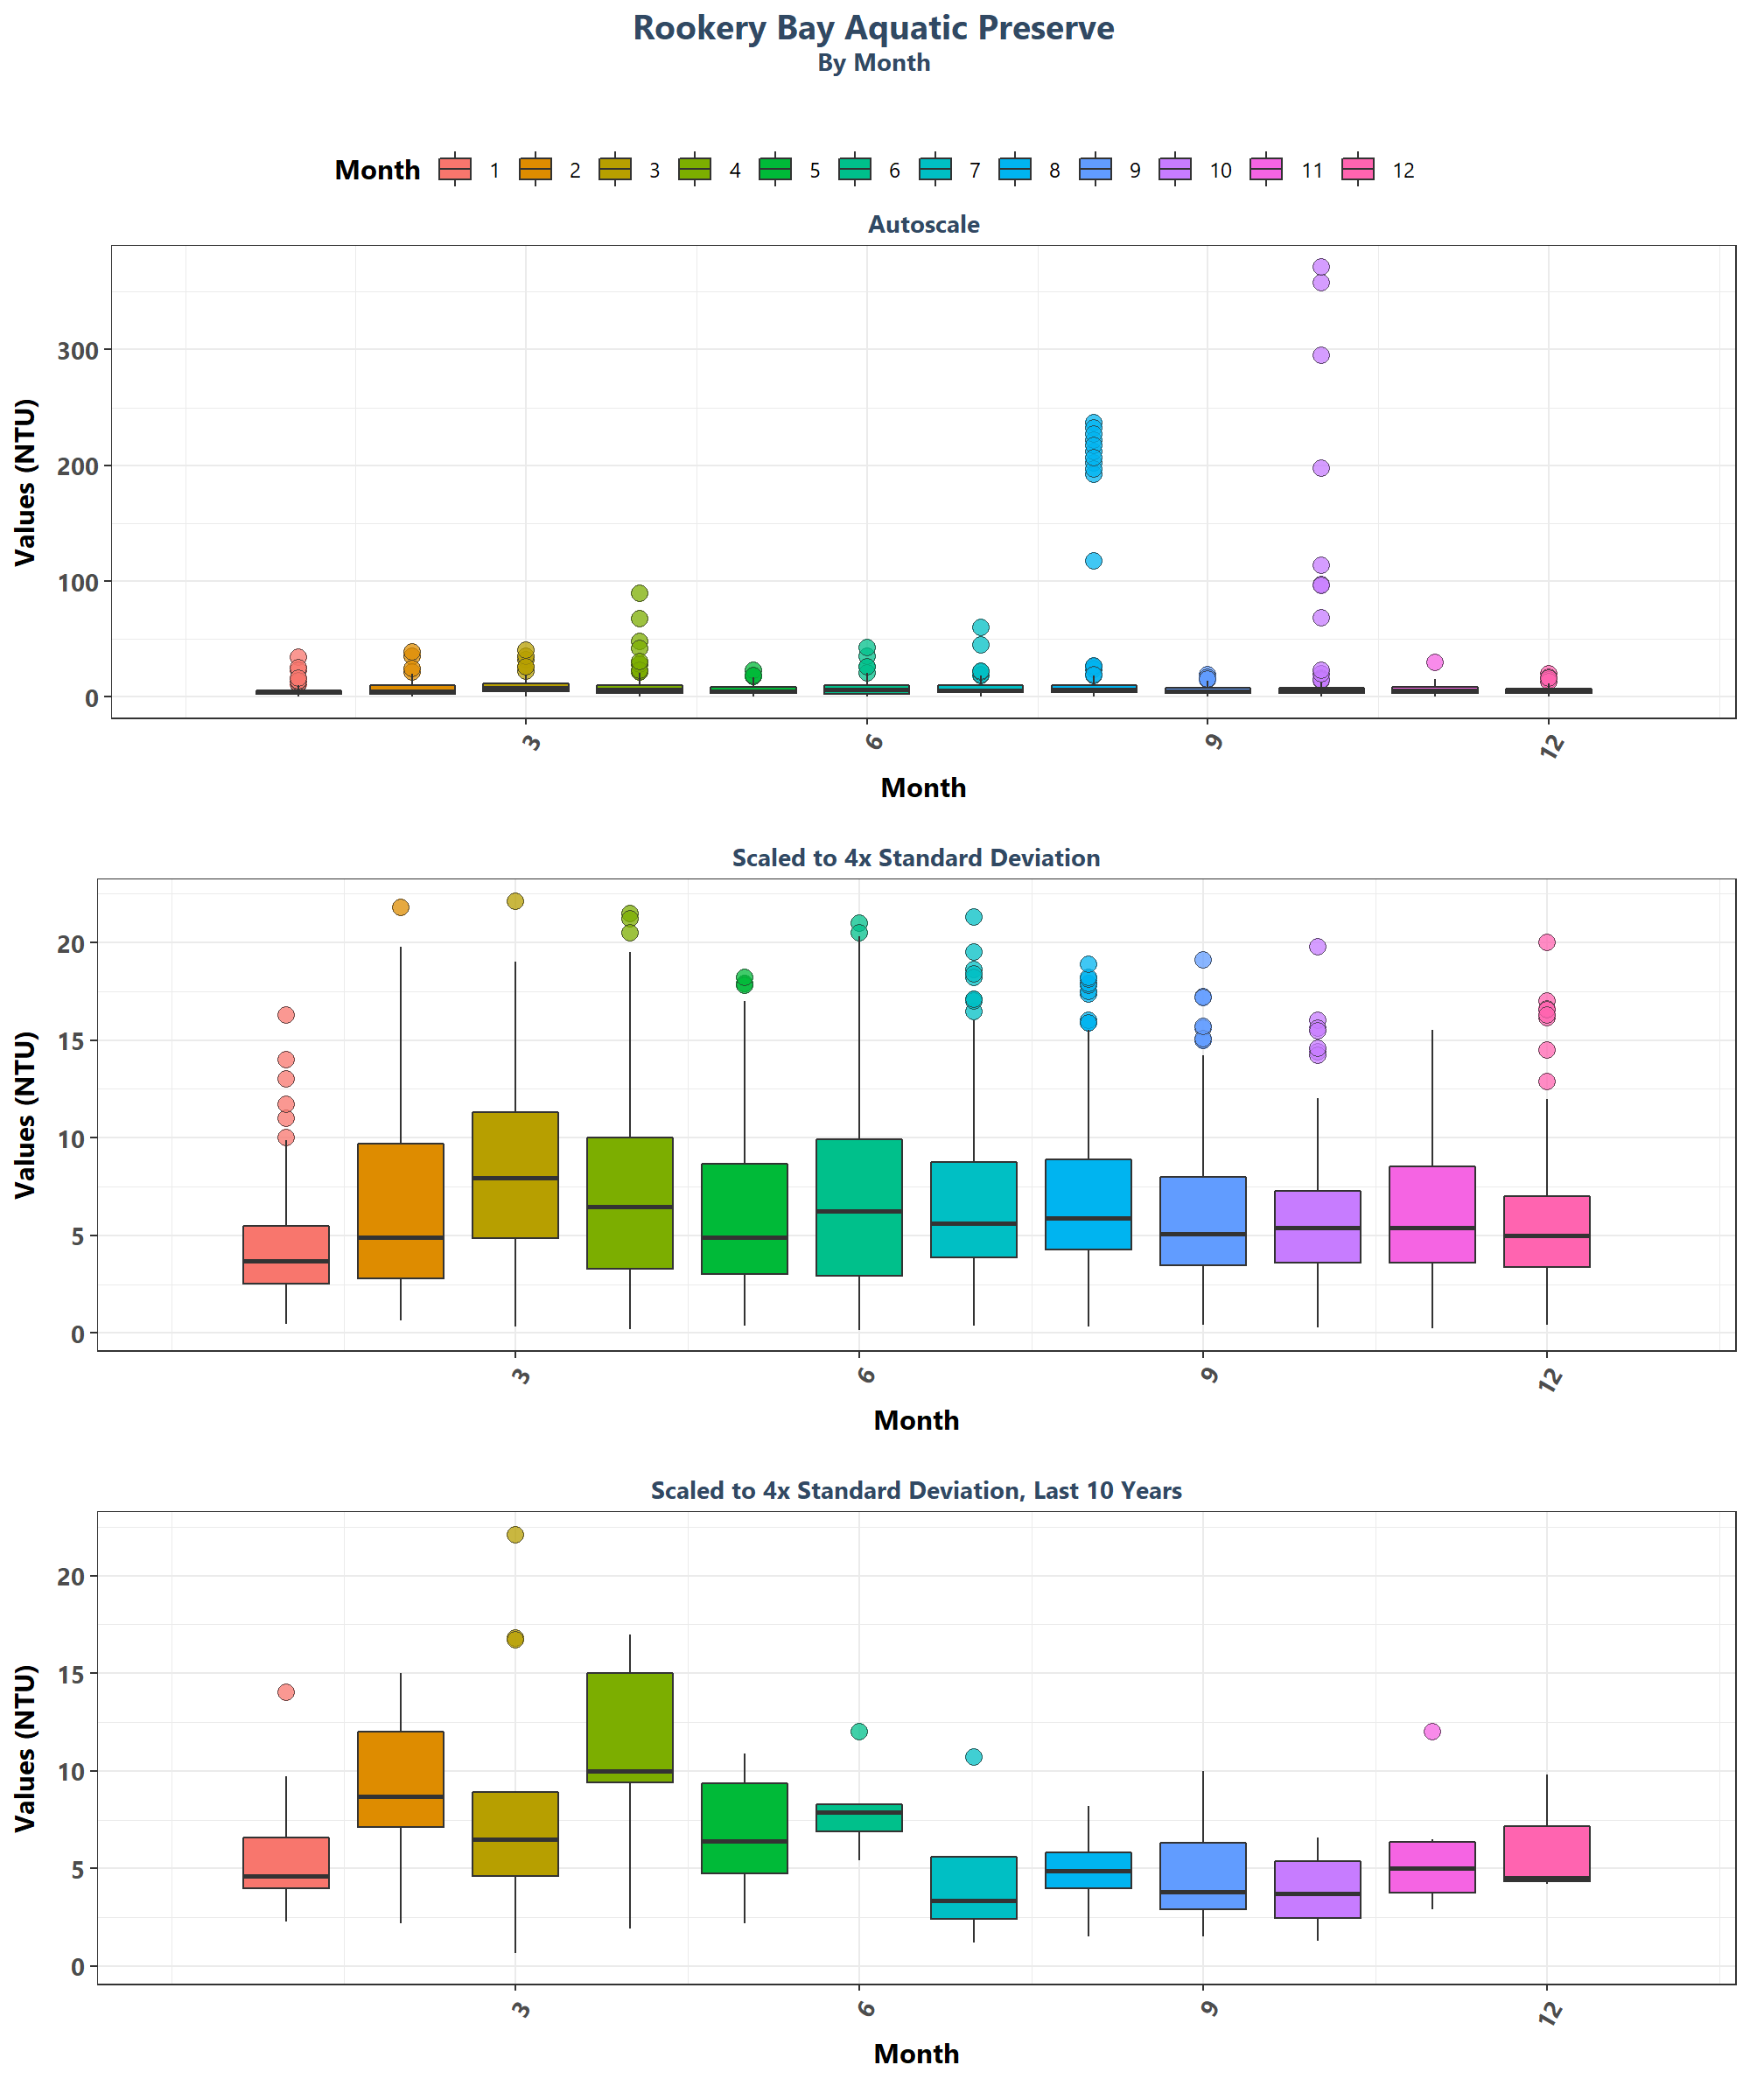 Rookery Bay Aquatic Preserve
By Month
Month 1 2 3 4 5 6 7 8 9 10 11 12
Autoscale
Values (NTU)
300
200
100
0
3 6 9 12
Month
Scaled to 4x Standard Deviation
Values (NTU)
20
15
10
5
0
3 6 9 12
Month
Scaled to 4x Standard Deviation, Last 10 Years
Values (NTU)
20
15
10
5
0
3 6 9 12
Month